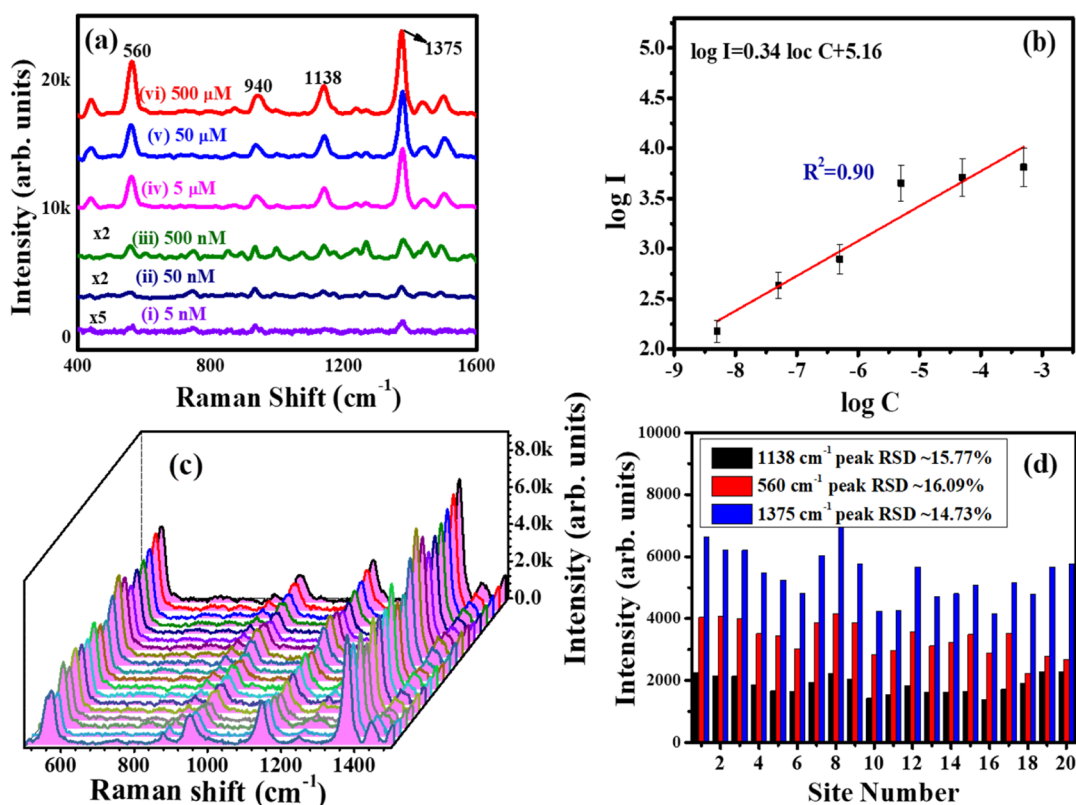 (a)
560
940
1138
1375
(vi) 500 μM
(v) 50 μM
(iv) 5 μM
x2
(iii) 500 nM
x2
(ii) 50 nM
x5
(i) 5 nM
20k
10k
0
Intensity (arb. units)
400
800
1200
1600
Raman Shift (cm⁻¹)
(b)
log I=0.34 loc C+5.16
R²=0.90
5.0
4.5
4.0
3.5
3.0
2.5
2.0
log I
-9
-8
-7
-6
-5
-4
-3
log C
(c)
8.0k
6.0k
4.0k
2.0k
0.0
Intensity (arb. units)
600
800
1000
1200
1400
Raman shift (cm⁻¹)
(d)
1138 cm⁻¹ peak RSD ~15.77%
560 cm⁻¹ peak RSD ~16.09%
1375 cm⁻¹ peak RSD ~14.73%
10000
8000
6000
4000
2000
0
Intensity (arb. units)
2
4
6
8
10
12
14
16
18
20
Site Number